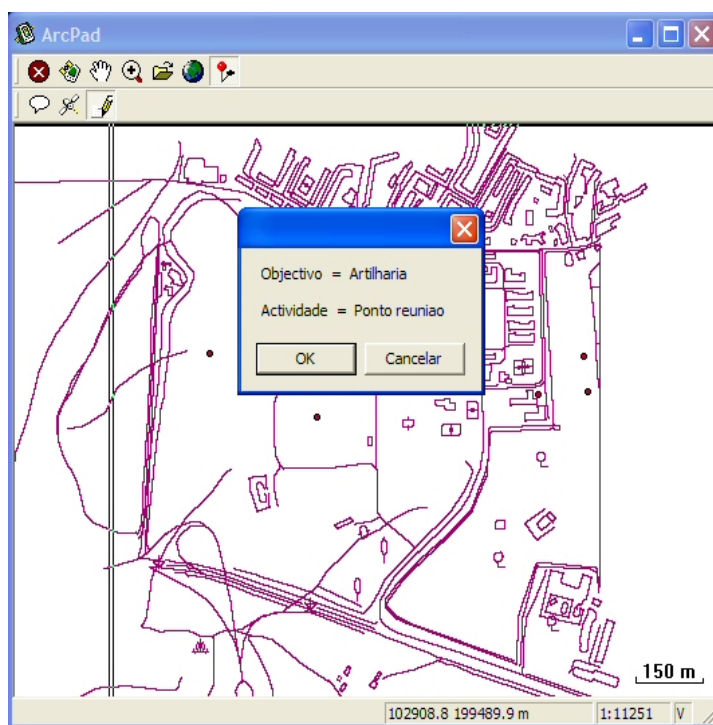 ArcPad
Objectivo = Artilharia
Actividade = Ponto reuniao
OK Cancelar
150 m
102908.8 199489.9 m 1:11251 V